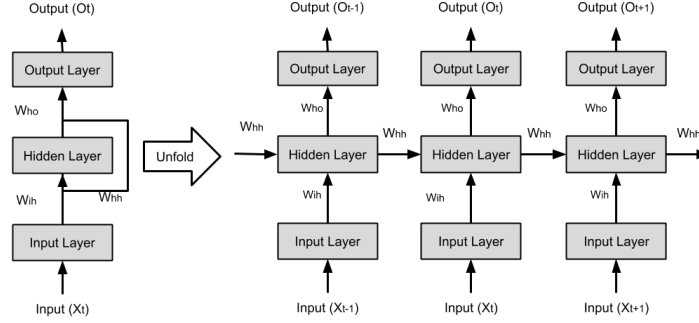 Output (Ot)
Output Layer
Who
Hidden Layer
Wih
Whh
Input Layer
Input (Xt)
Unfold
Output (Ot-1)
Output (Ot)
Output (Ot+1)
Output Layer
Output Layer
Output Layer
Who
Who
Who
Whh
Whh
Whh
Whh
Hidden Layer
Hidden Layer
Hidden Layer
Wih
Wih
Wih
Input Layer
Input Layer
Input Layer
Input (Xt-1)
Input (Xt)
Input (Xt+1)